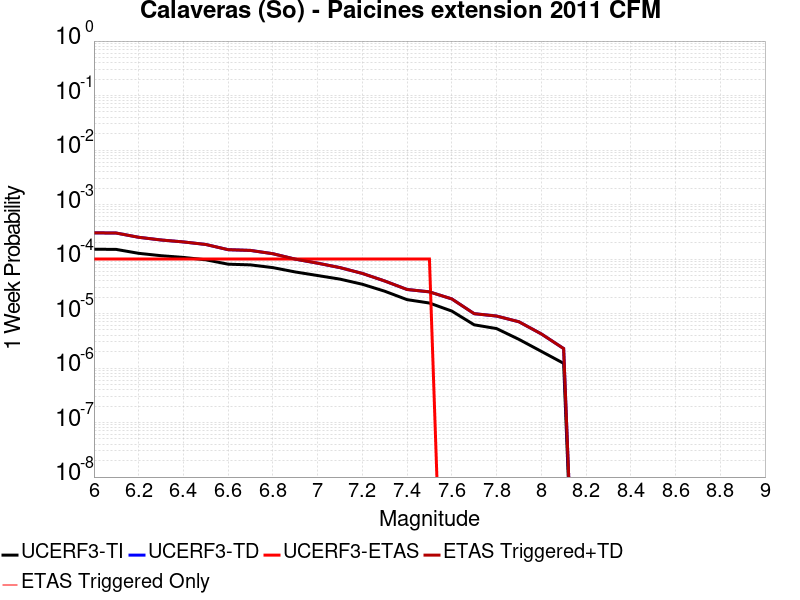 Calaveras (So) - Paicines extension 2011 CFM
10^0
10^-1
10^-2
10^-3
10^-4
10^-5
10^-6
10^-7
10^-8
1 Week Probability
6 6.2 6.4 6.6 6.8 7 7.2 7.4 7.6 7.8 8 8.2 8.4 8.6 8.8 9
Magnitude
UCERF3-TI UCERF3-TD UCERF3-ETAS ETAS Triggered+TD
ETAS Triggered Only